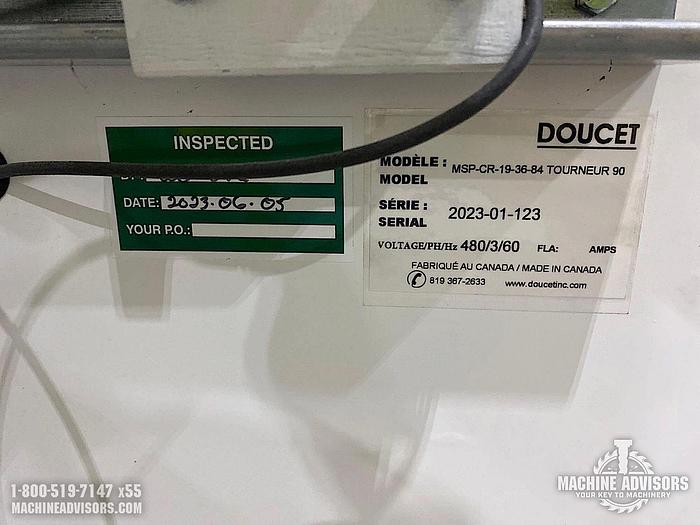 INSPECTED
DATE: 2023.06.05
YOUR P.O.:
DOUCET
MODÈLE : MSP-CR-19-36-84 TOURNEUR 90
MODEL
SÉRIE :
SERIAL 2023-01-123
VOLTAGE/PH/Hz 480/3/60 FLA: AMPS
FABRIQUÉ AU CANADA / MADE IN CANADA
819 367-2633 www.doucetinc.com
1-800-519-7147 x55
MACHINEADVISORS.COM
MACHINE ADVISORS
YOUR KEY TO MACHINERY